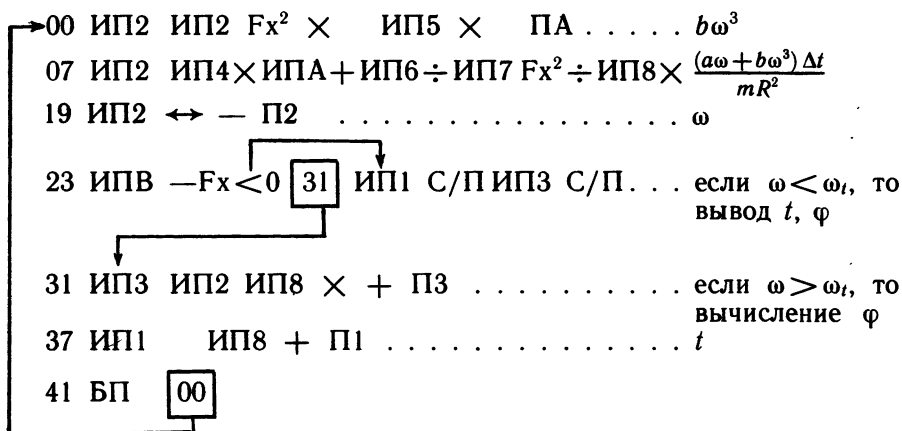 00 ИП2 ИП2 Fx² × ИП5 × ПА ..... bω³
07 ИП2 ИП4×ИПА+ИП6÷ИП7 Fx²÷ИП8× (aω+bω³) Δt / mR²
19 ИП2 ↔ — П2 ................. ω
23 ИПВ —Fx<0 31 ИП1 С/П ИП3 С/П... если ω<ωt, то
вывод t, φ
31 ИП3 ИП2 ИП8 × + П3 .......... если ω>ωt, то
вычисление φ
37 ИП1 ИП8 + П1 ............... t
41 БП 00